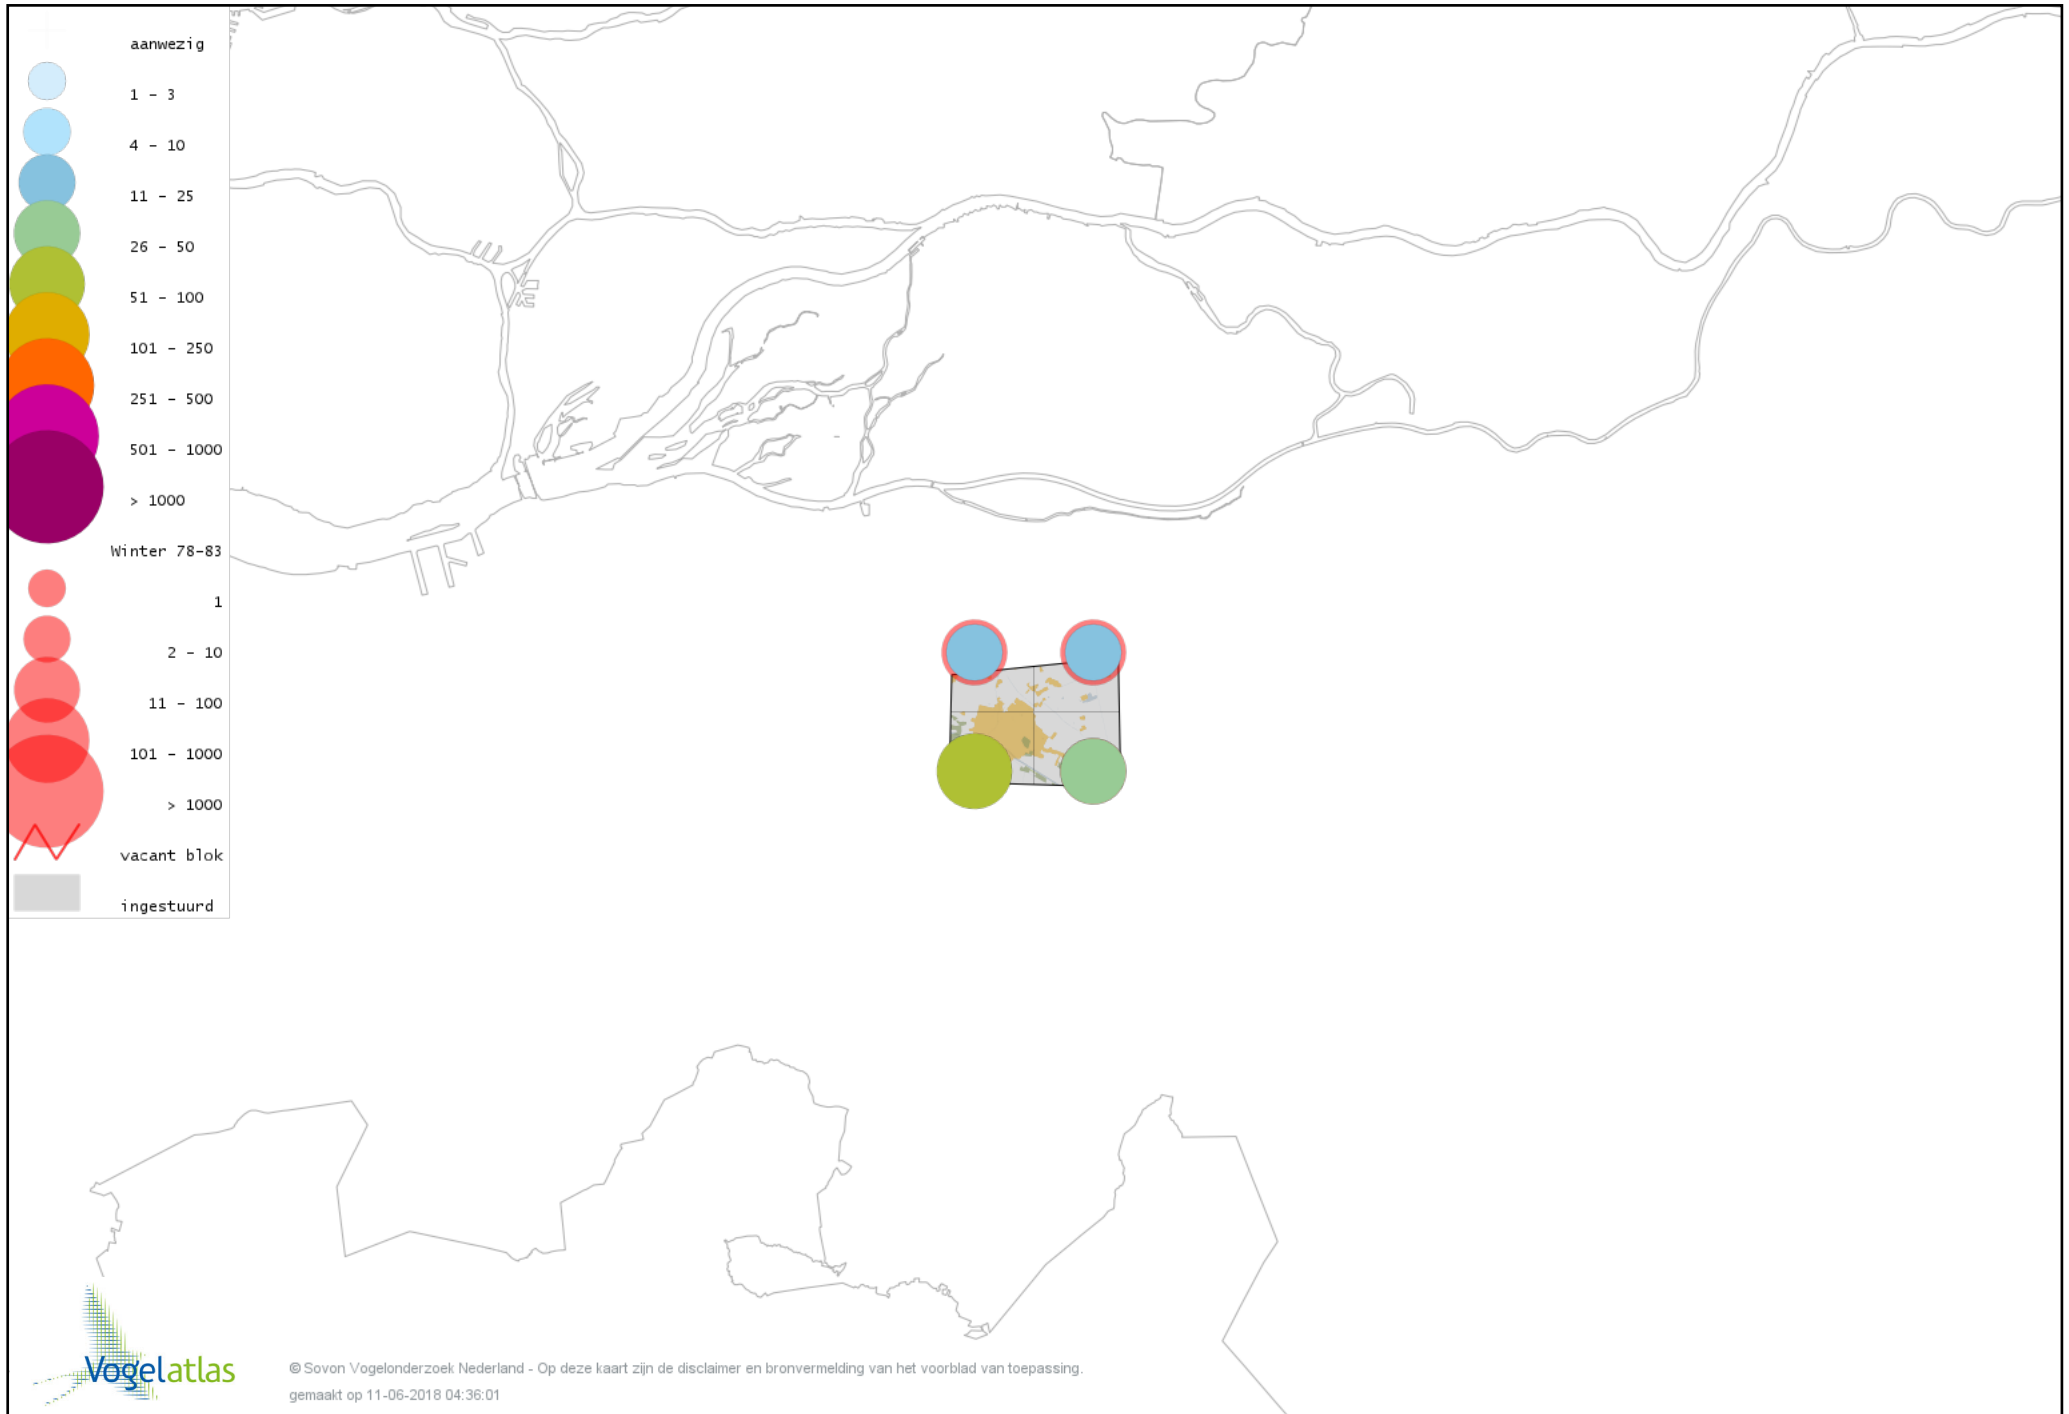 aanwezig
1 - 3
4 - 10
11 - 25
26 - 50
51 - 100
101 - 250
251 - 500
501 - 1000
> 1000
Winter 78-83
1
2 - 10
11 - 100
101 - 1000
> 1000
vacant blok
ingestuurd
Vogelatlas
© Sovon Vogelonderzoek Nederland - Op deze kaart zijn de disclaimer en bronvermelding van het voorblad van toepassing.
gemaakt op 11-06-2018 04:36:01